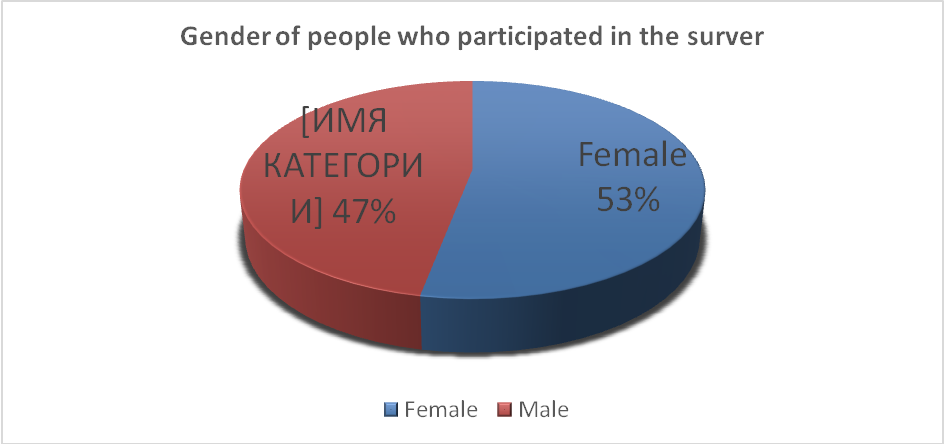 Gender of people who participated in the surver
[ИМЯ
КАТЕГОРИ
И] 47%
Female
53%
Female
Male